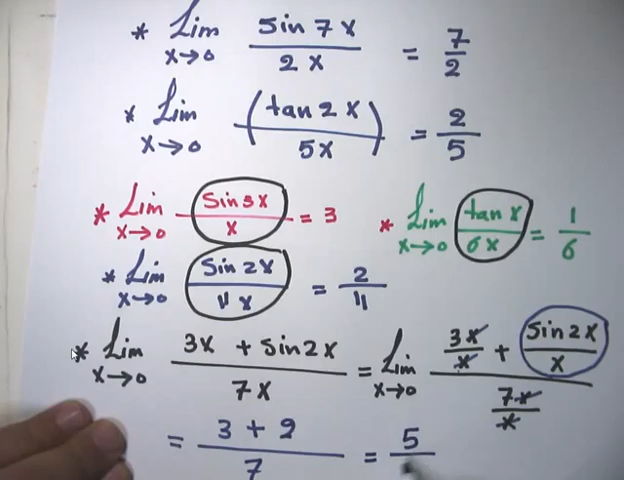 * Lim x→0 sin 7x / 2x = 7/2
* Lim x→0 (tan 2x / 5x) = 2/5
* Lim x→0 sin 3x / x = 3 * Lim x→0 tan x / 6x = 1/6
* Lim x→0 sin 2x / 11x = 2/11
* Lim x→0 3x + sin 2x / 7x = Lim x→0 3x/x + sin 2x/x / 7x/x
= 3 + 2 / 7 = 5